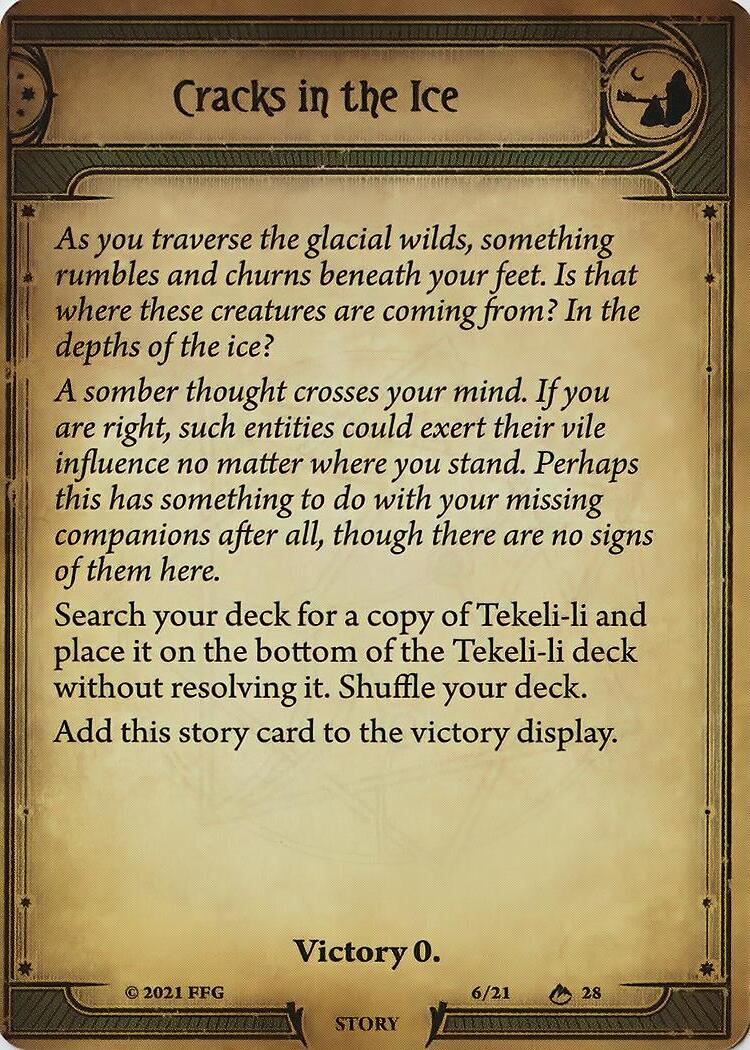 Cracks in the Ice
As you traverse the glacial wilds, something
rumbles and churns beneath your feet. Is that
where these creatures are coming from? In the
depths of the ice?
A somber thought crosses your mind. If you
are right, such entities could exert their vile
influence no matter where you stand. Perhaps
this has something to do with your missing
companions after all, though there are no signs
of them here.
Search your deck for a copy of Tekeli-li and
place it on the bottom of the Tekeli-li deck
without resolving it. Shuffle your deck.
Add this story card to the victory display.
Victory 0.
© 2021 FFG 6/21 28
STORY